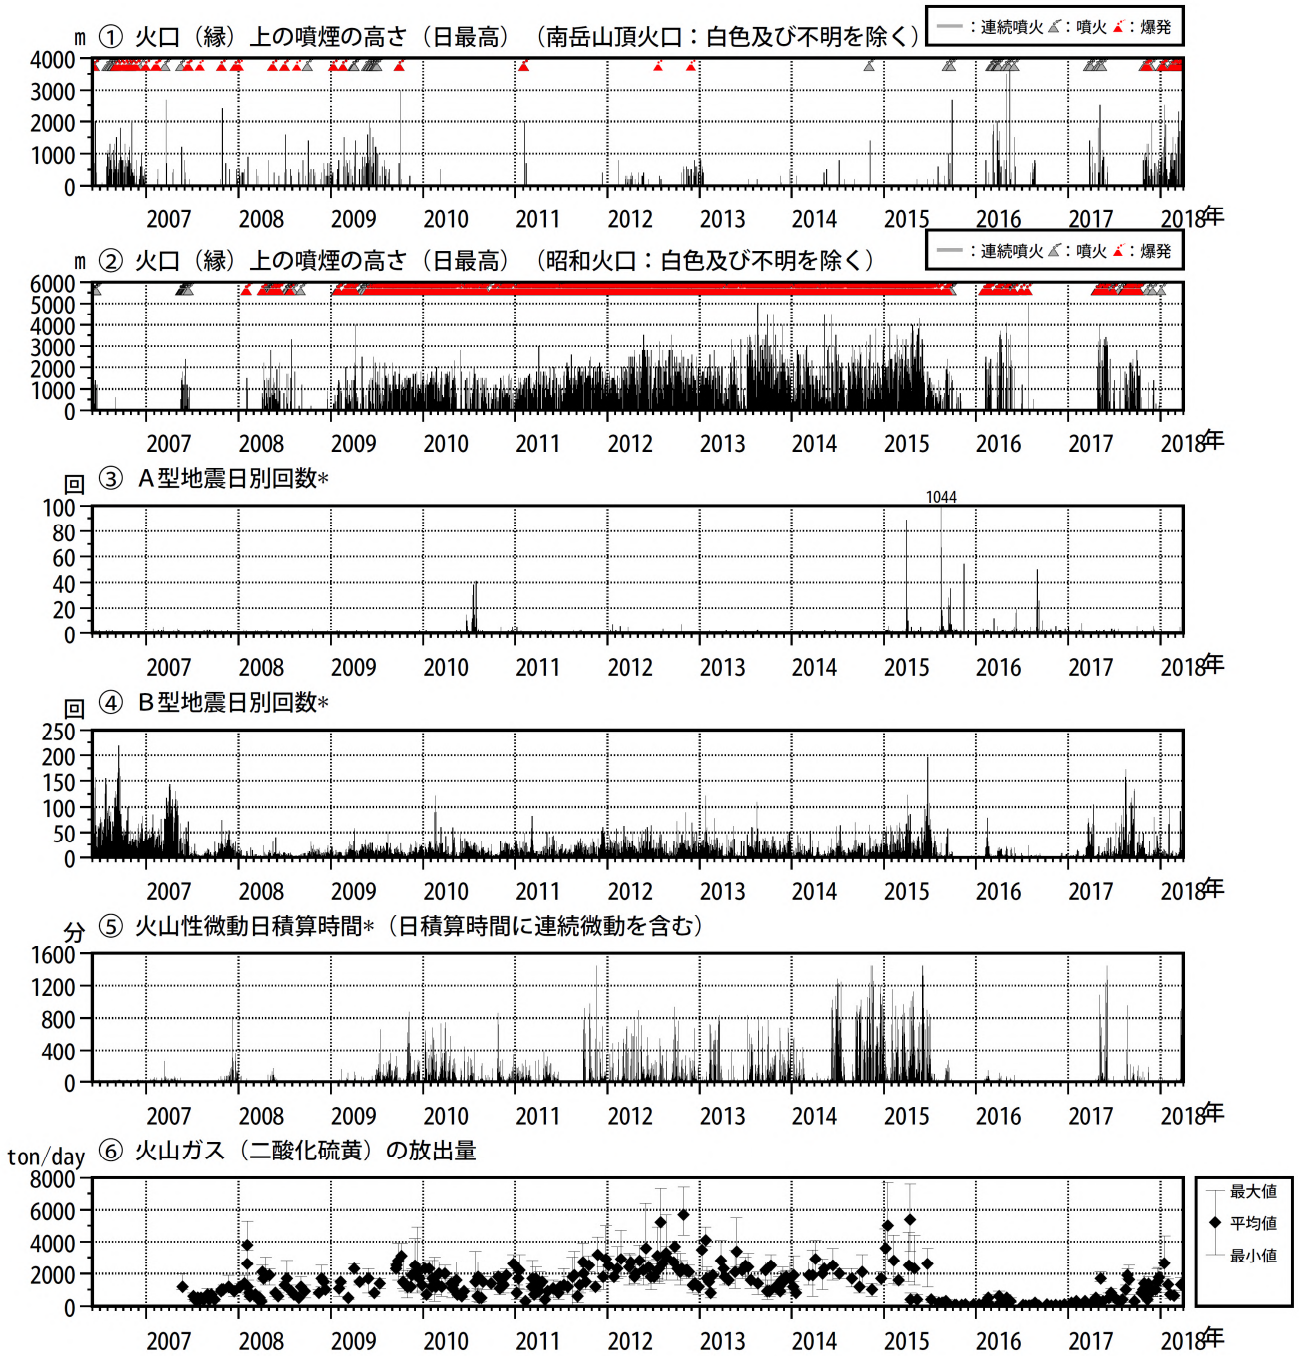 m ① 火口（縁）上の噴煙の高さ（日最高）（南岳山頂火口：白色及び不明を除く）
：連続噴火 ：噴火 ：爆発
4000
3000
2000
1000
0
2007 2008 2009 2010 2011 2012 2013 2014 2015 2016 2017 2018年
m ② 火口（縁）上の噴煙の高さ（日最高）（昭和火口：白色及び不明を除く）
：連続噴火 ：噴火 ：爆発
6000
5000
4000
3000
2000
1000
0
2007 2008 2009 2010 2011 2012 2013 2014 2015 2016 2017 2018年
回 ③ A型地震日別回数*
1044
100
80
60
40
20
0
2007 2008 2009 2010 2011 2012 2013 2014 2015 2016 2017 2018年
回 ④ B型地震日別回数*
250
200
150
100
50
0
2007 2008 2009 2010 2011 2012 2013 2014 2015 2016 2017 2018年
分 ⑤ 火山性微動日積算時間*（日積算時間に連続微動を含む）
1600
1200
800
400
0
2007 2008 2009 2010 2011 2012 2013 2014 2015 2016 2017 2018年
ton/day ⑥ 火山ガス（二酸化硫黄）の放出量
8000
6000
4000
2000
0
最大値
平均値
最小値
2007 2008 2009 2010 2011 2012 2013 2014 2015 2016 2017 2018年